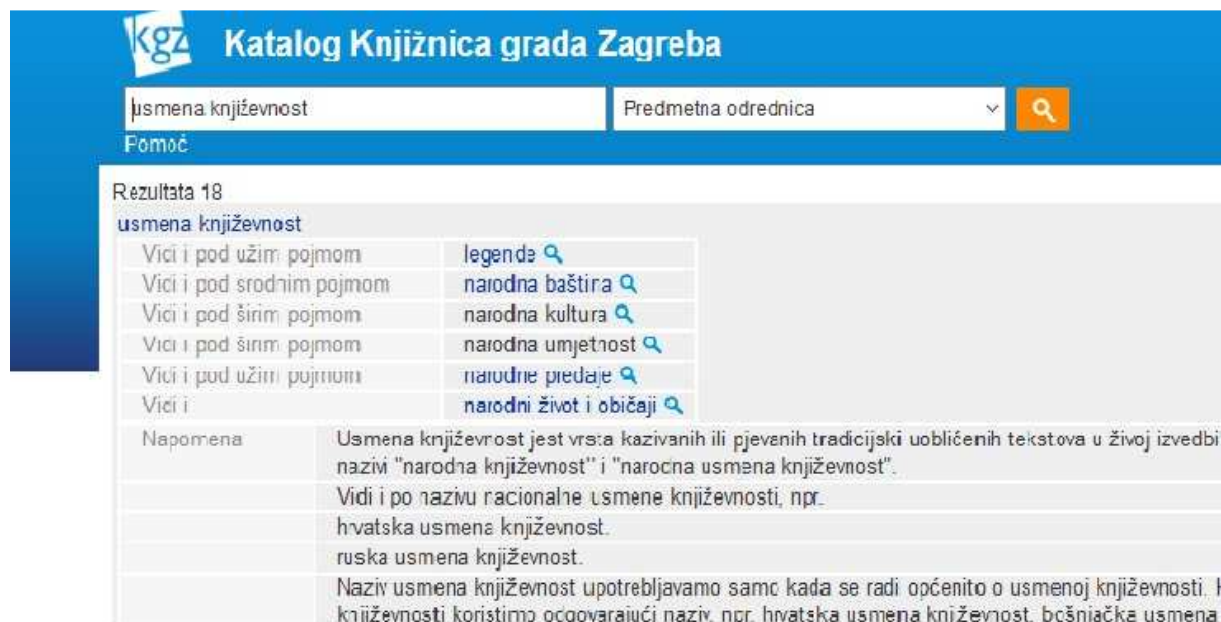 kgz Katalog Knjižnica grada Zagreba
usmena književnost Predmetna odrednica
Pomoć
Rezultata 18
usmena književnost
Vidi i pod užim pojmom legende
Vidi i pod srodnim pojmom narodna baština
Vidi i pod širim pojmom narodna kultura
Vidi i pod širim pojmom narodna umjetnost
Vidi i pod užim pojmom narodne predaje
Vidi i narodni život i običaji
Napomena Usmena književnost jest vrsta kazivanih ili pjevanih tradicijski uobličenih tekstova u živoj izvedbi
nazivi "narodna književnost" i "narodna usmena književnost".
Vidi i po nazivu nacionalne usmene književnosti, npr.
hrvatska usmena književnost.
ruska usmena književnost.
Naziv usmena književnost upotrebljavamo samo kada se radi općenito o usmenoj književnosti.
književnosti koristimo odgovarajući naziv, npr. hrvatska usmena književnost, bošnjačka usmena